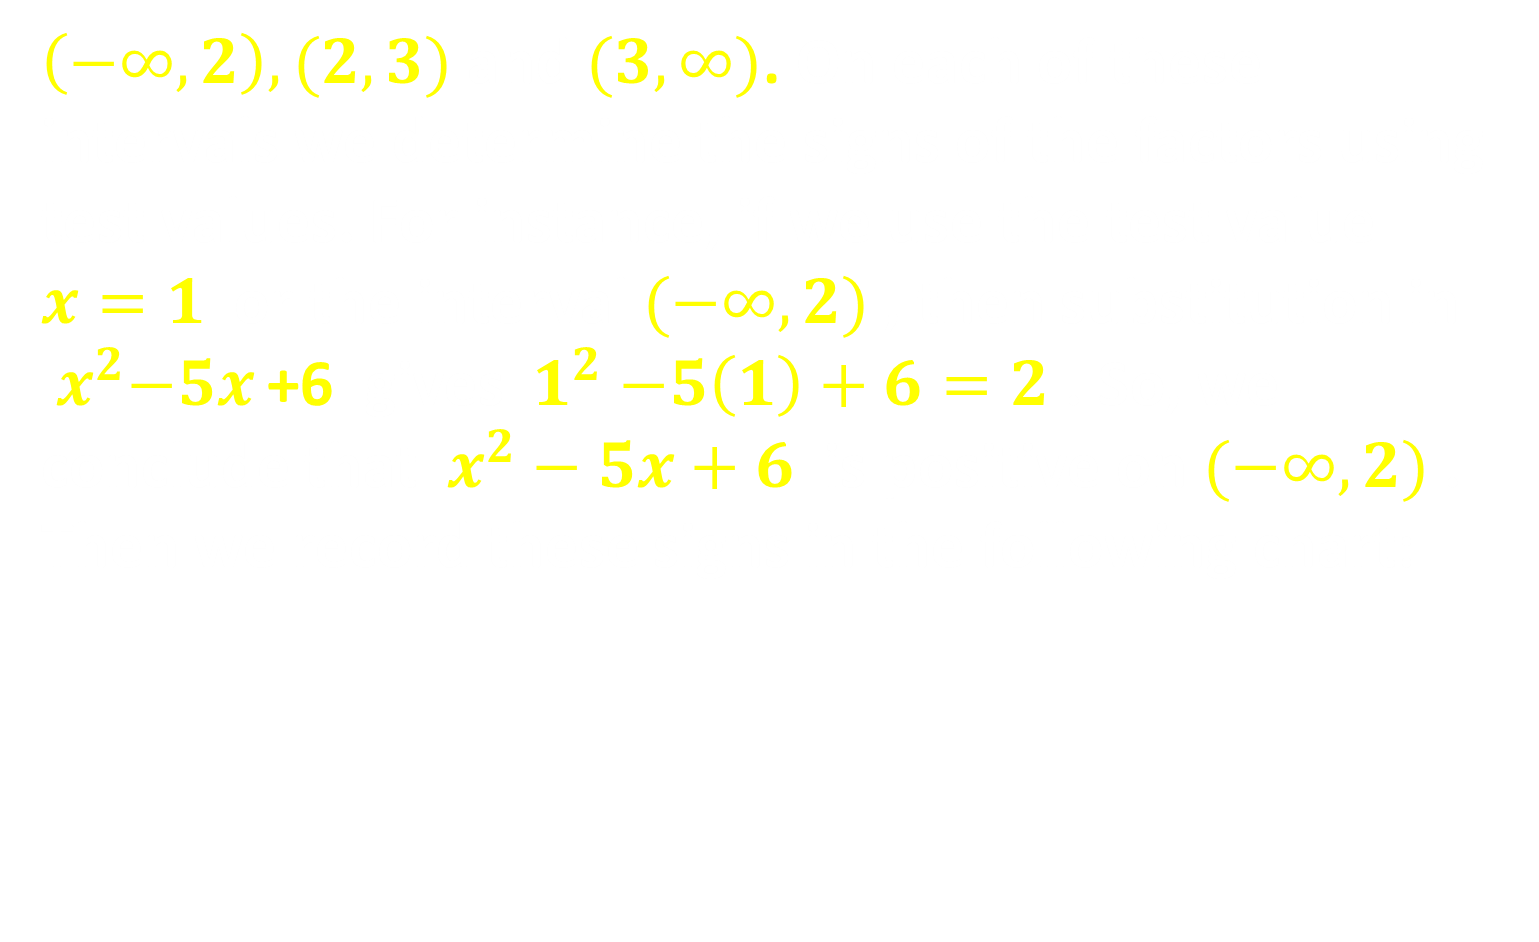 (−∞, 2), (2, 3) (3, ∞).
x = 1 (−∞, 2)
x² − 5x +6 1² − 5(1) + 6 = 2
x² − 5x + 6 (−∞, 2)